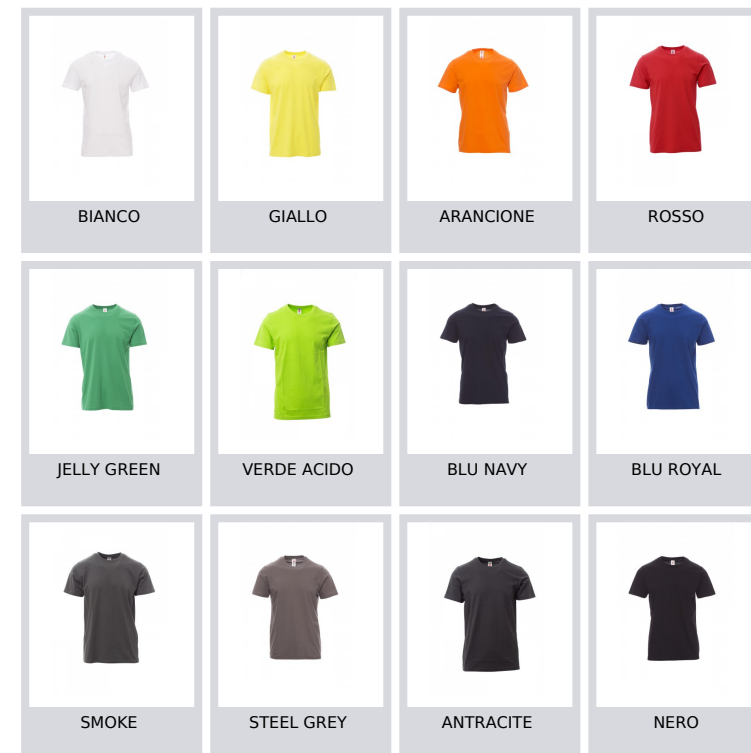 BIANCO
GIALLO
ARANCIONE
ROSSO
JELLY GREEN
VERDE ACIDO
BLU NAVY
BLU ROYAL
SMOKE
STEEL GREY
ANTRACITE
NERO